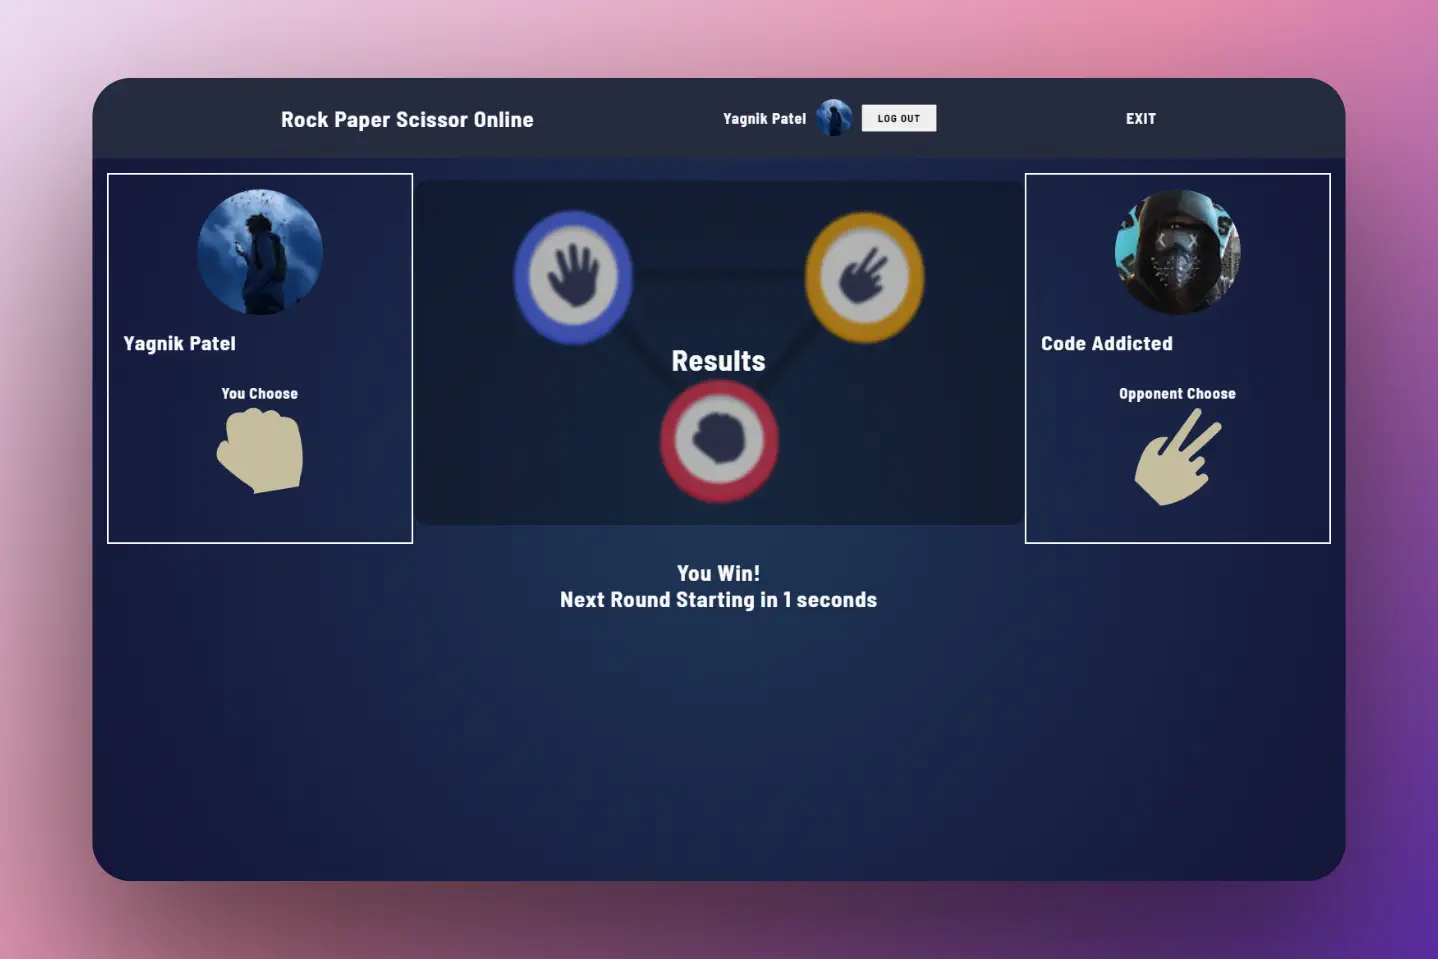 Rock Paper Scissor Online
Yagnik Patel
LOG OUT
EXIT
Yagnik Patel
You Choose
Results
Code Addicted
Opponent Choose
You Win!
Next Round Starting in 1 seconds